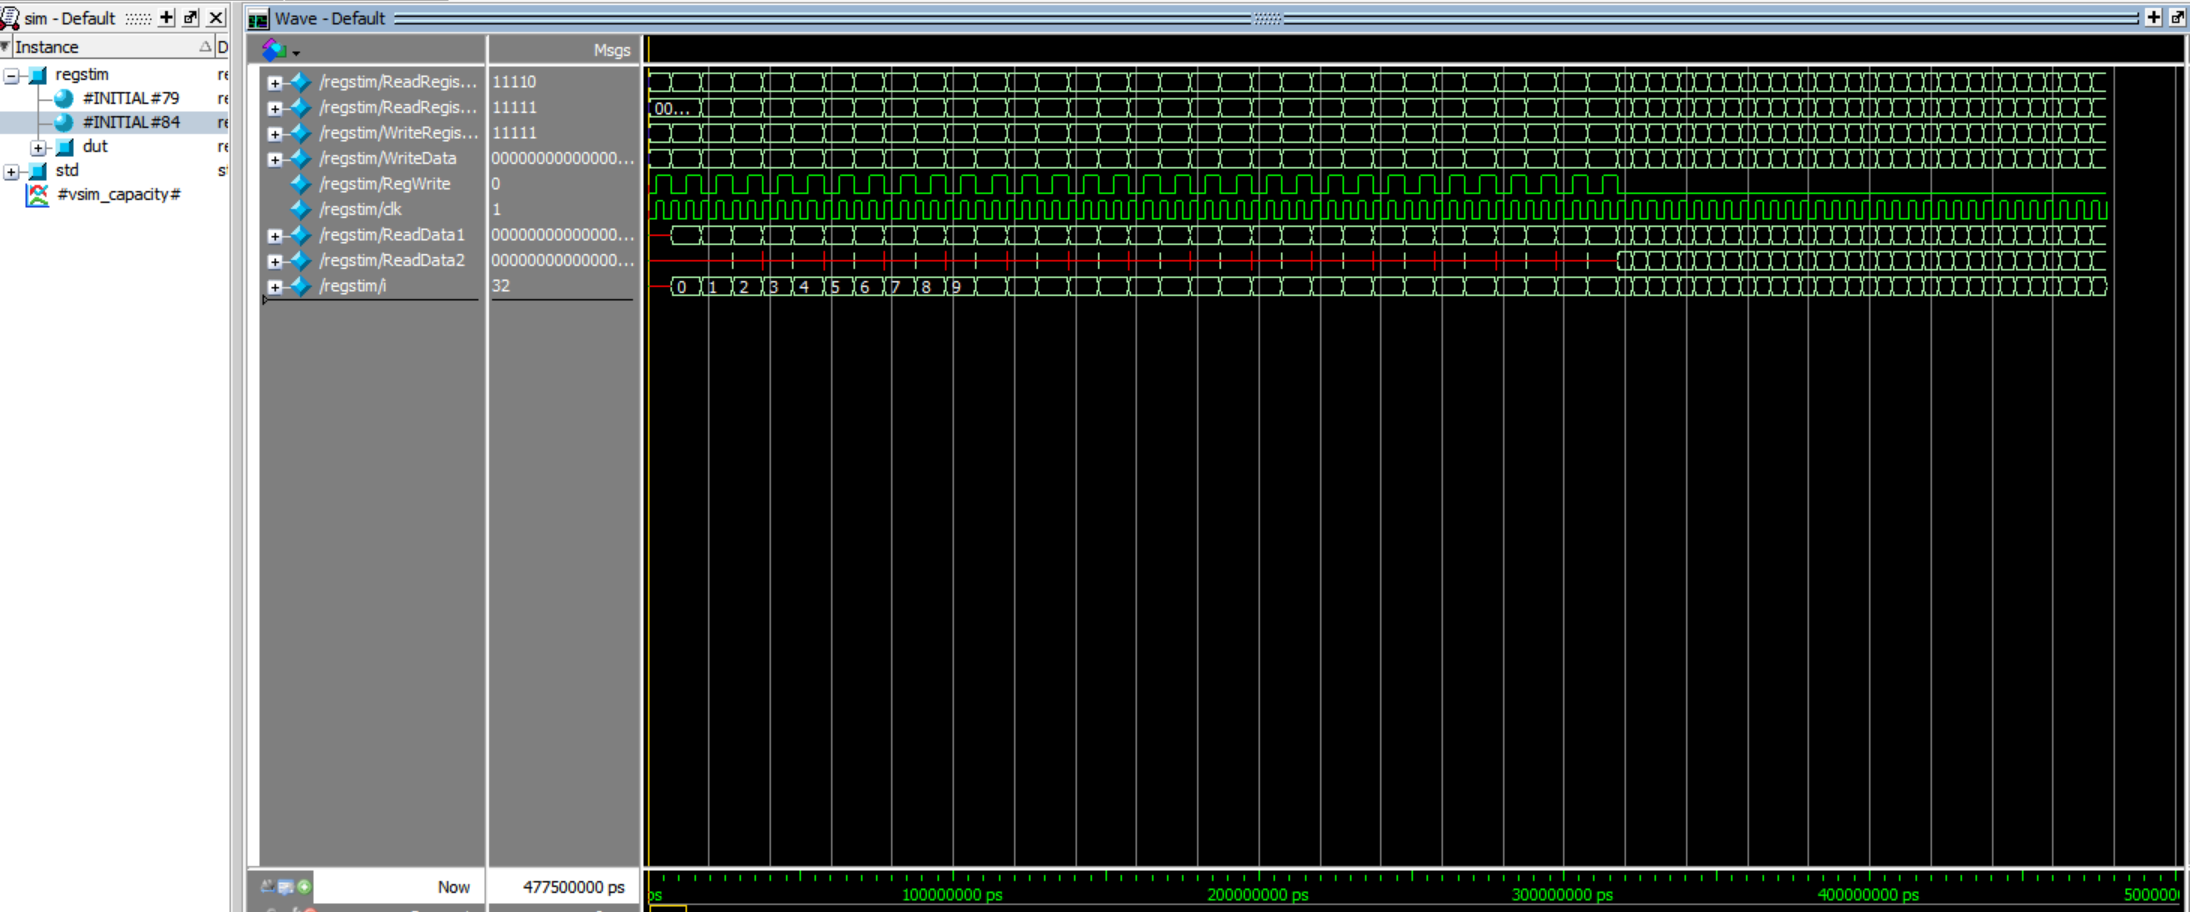 sim - Default
Instance
D
regstim
re
#INITIAL#79
re
#INITIAL#84
re
dut
re
std
s
#vsim_capacity#
Wave - Default
Msgs
/regstim/ReadRegis... 11110
/regstim/ReadRegis... 11111 00...
/regstim/WriteRegis... 11111
/regstim/WriteData 00000000000000...
/regstim/RegWrite 0
/regstim/clk 1
/regstim/ReadData1 00000000000000...
/regstim/ReadData2 00000000000000...
/regstim/i 32 0 1 2 3 4 5 6 7 8 9
Now 477500000 ps
ps 100000000 ps 200000000 ps 300000000 ps 400000000 ps 5000000